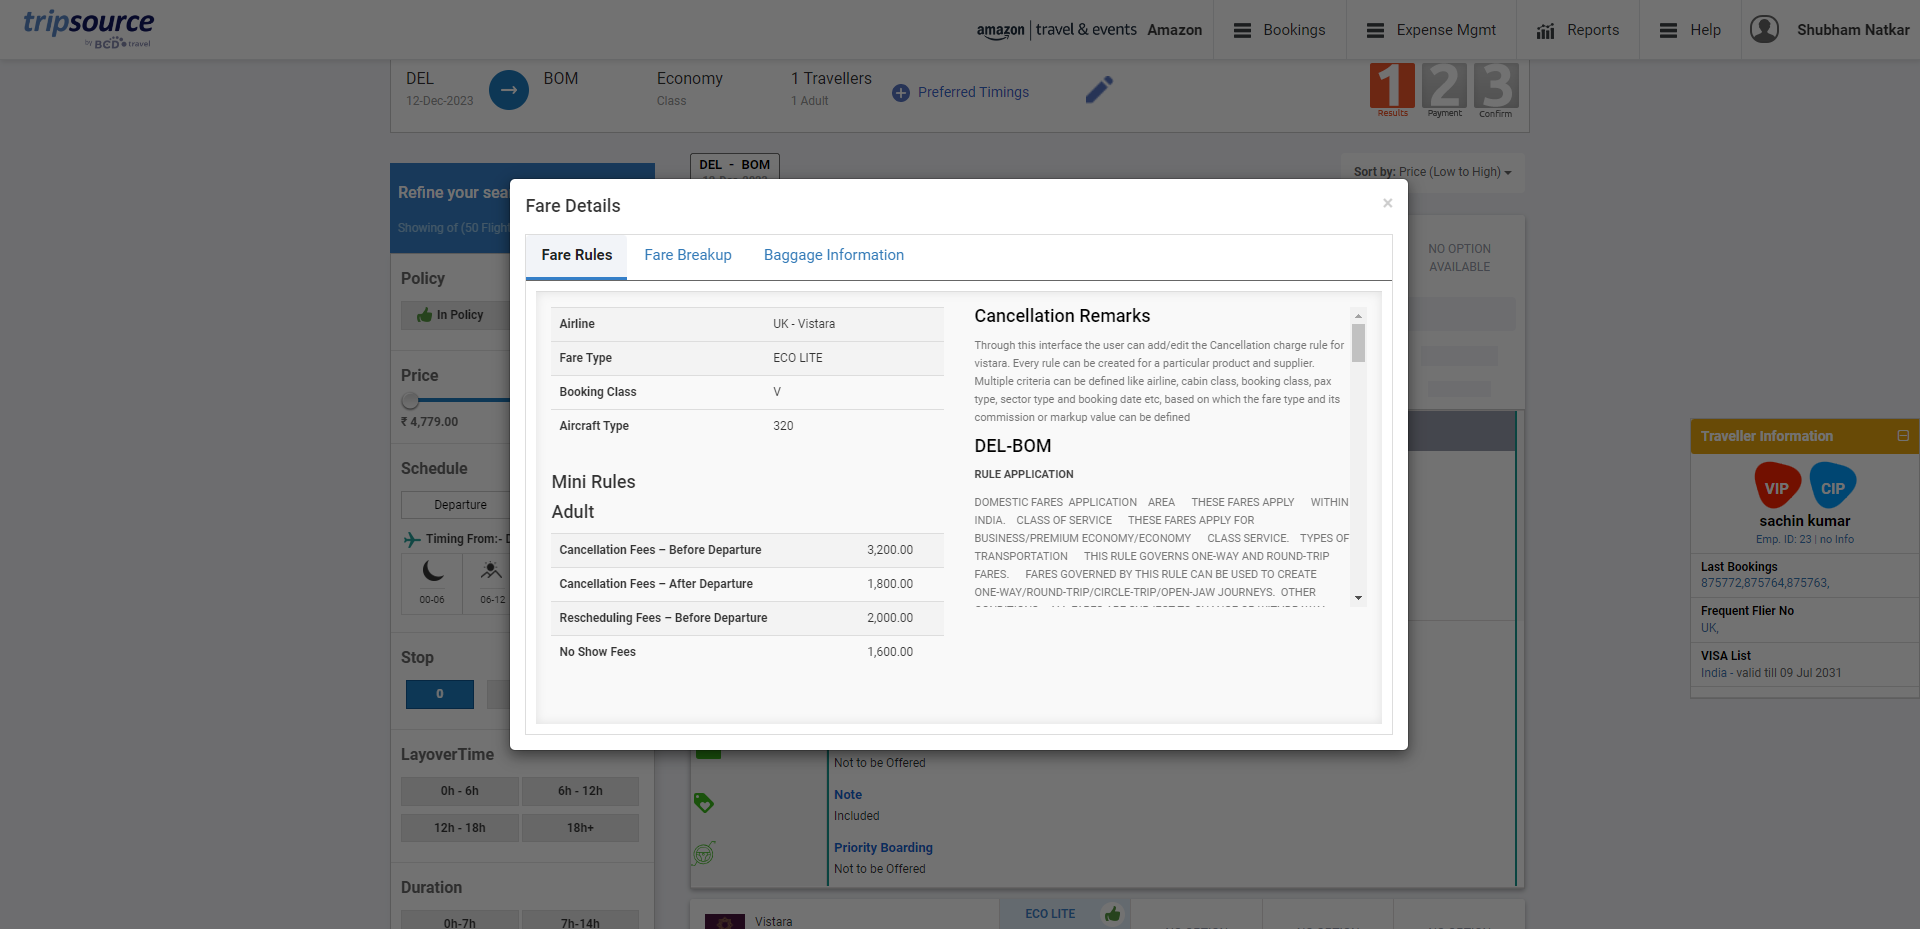 tripsource
by BCD travel
amazon | travel & events Amazon
Bookings
Expense Mgmt
Reports
Help
Shubham Natkar
DEL
12-Dec-2023
BOM
Economy
Class
1 Travellers
1 Adult
Preferred Timings
1 2 3
Results Payment Confirm
DEL - BOM
Sort by: Price (Low to High)
Refine your sea
Showing of (50 Fligh
Policy
In Policy
Price
₹ 4,779.00
Schedule
Departure
Timing From:- D
00-06 06-12
Stop
0
LayoverTime
0h - 6h 6h - 12h
12h - 18h 18h+
Duration
0h-7h 7h-14h
Fare Details
×
Fare Rules Fare Breakup Baggage Information
Airline UK - Vistara
Fare Type ECO LITE
Booking Class V
Aircraft Type 320
Mini Rules
Adult
Cancellation Fees – Before Departure 3,200.00
Cancellation Fees – After Departure 1,800.00
Rescheduling Fees – Before Departure 2,000.00
No Show Fees 1,600.00
Cancellation Remarks
Through this interface the user can add/edit the Cancellation charge rule for
vistara. Every rule can be created for a particular product and supplier.
Multiple criteria can be defined like airline, cabin class, booking class, pax
type, sector type and booking date etc, based on which the fare type and its
commission or markup value can be defined
DEL-BOM
RULE APPLICATION
DOMESTIC FARES APPLICATION AREA THESE FARES APPLY WITHIN
INDIA. CLASS OF SERVICE THESE FARES APPLY FOR
BUSINESS/PREMIUM ECONOMY/ECONOMY CLASS SERVICE. TYPES OF
TRANSPORTATION THIS RULE GOVERNS ONE-WAY AND ROUND-TRIP
FARES. FARES GOVERNED BY THIS RULE CAN BE USED TO CREATE
ONE-WAY/ROUND-TRIP/CIRCLE-TRIP/OPEN-JAW JOURNEYS. OTHER
NO OPTION
AVAILABLE
Traveller Information
VIP CIP
sachin kumar
Emp. ID: 23 | no Info
Last Bookings
875772,875764,875763,
Frequent Flier No
UK,
VISA List
India - valid till 09 Jul 2031
Not to be Offered
Note
Included
Priority Boarding
Not to be Offered
Vistara
ECO LITE